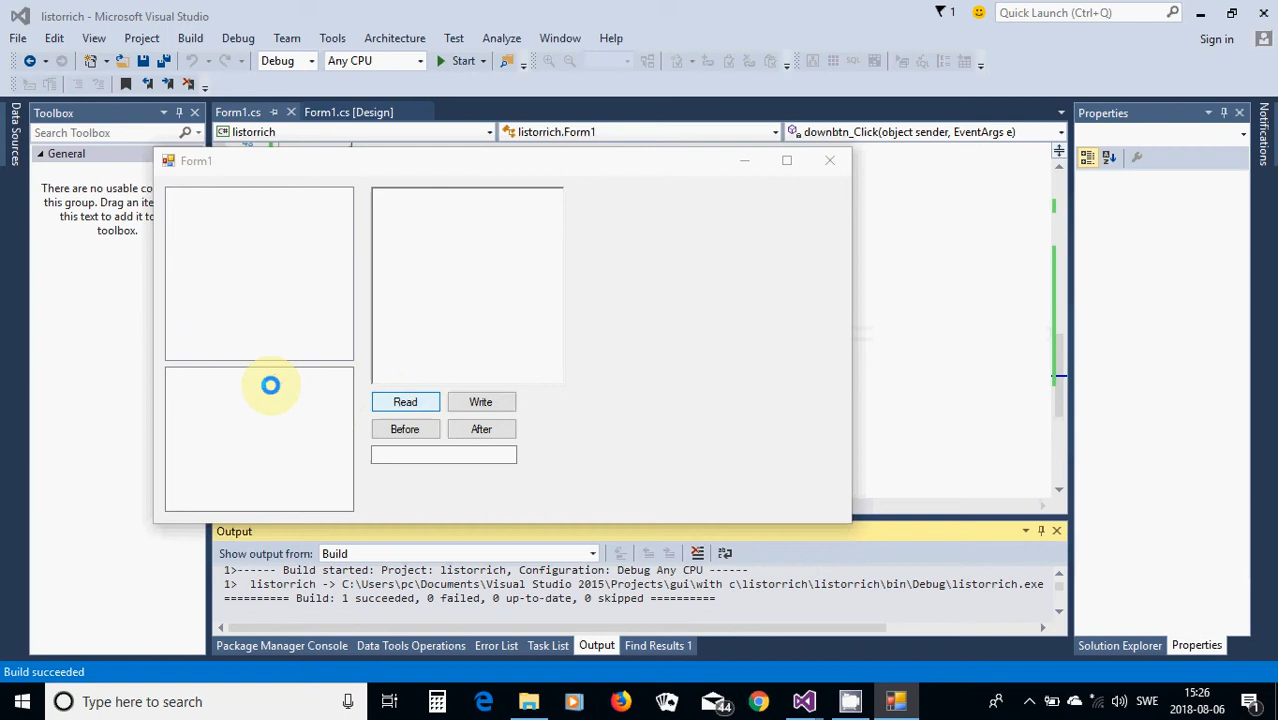 listorrich - Microsoft Visual Studio
1
Quick Launch (Ctrl+Q)
File Edit View Project Build Debug Team Tools Architecture Test Analyze Window Help
Sign in
Debug Any CPU Start
Data Sources
Toolbox
Form1.cs
Form1.cs [Design]
Properties
Notifications
Search Toolbox
listorrich
listorrich.Form1
downbtn_Click(object sender, EventArgs e)
General
Form1
There are no usable co
this group. Drag an ite
this text to add it to
toolbox.
Read
Write
Before
After
Output
Show output from: Build
1>------ Build started: Project: listorrich, Configuration: Debug Any CPU ------
1>  listorrich -> C:\Users\pc\Documents\Visual Studio 2015\Projects\gui\with c\listorrich\listorrich\bin\Debug\listorrich.exe
========== Build: 1 succeeded, 0 failed, 0 up-to-date, 0 skipped ==========
Package Manager Console Data Tools Operations Error List Task List Output Find Results 1
Solution Explorer Properties
Build succeeded
Type here to search
44
SWE
15:26
2018-08-06
1